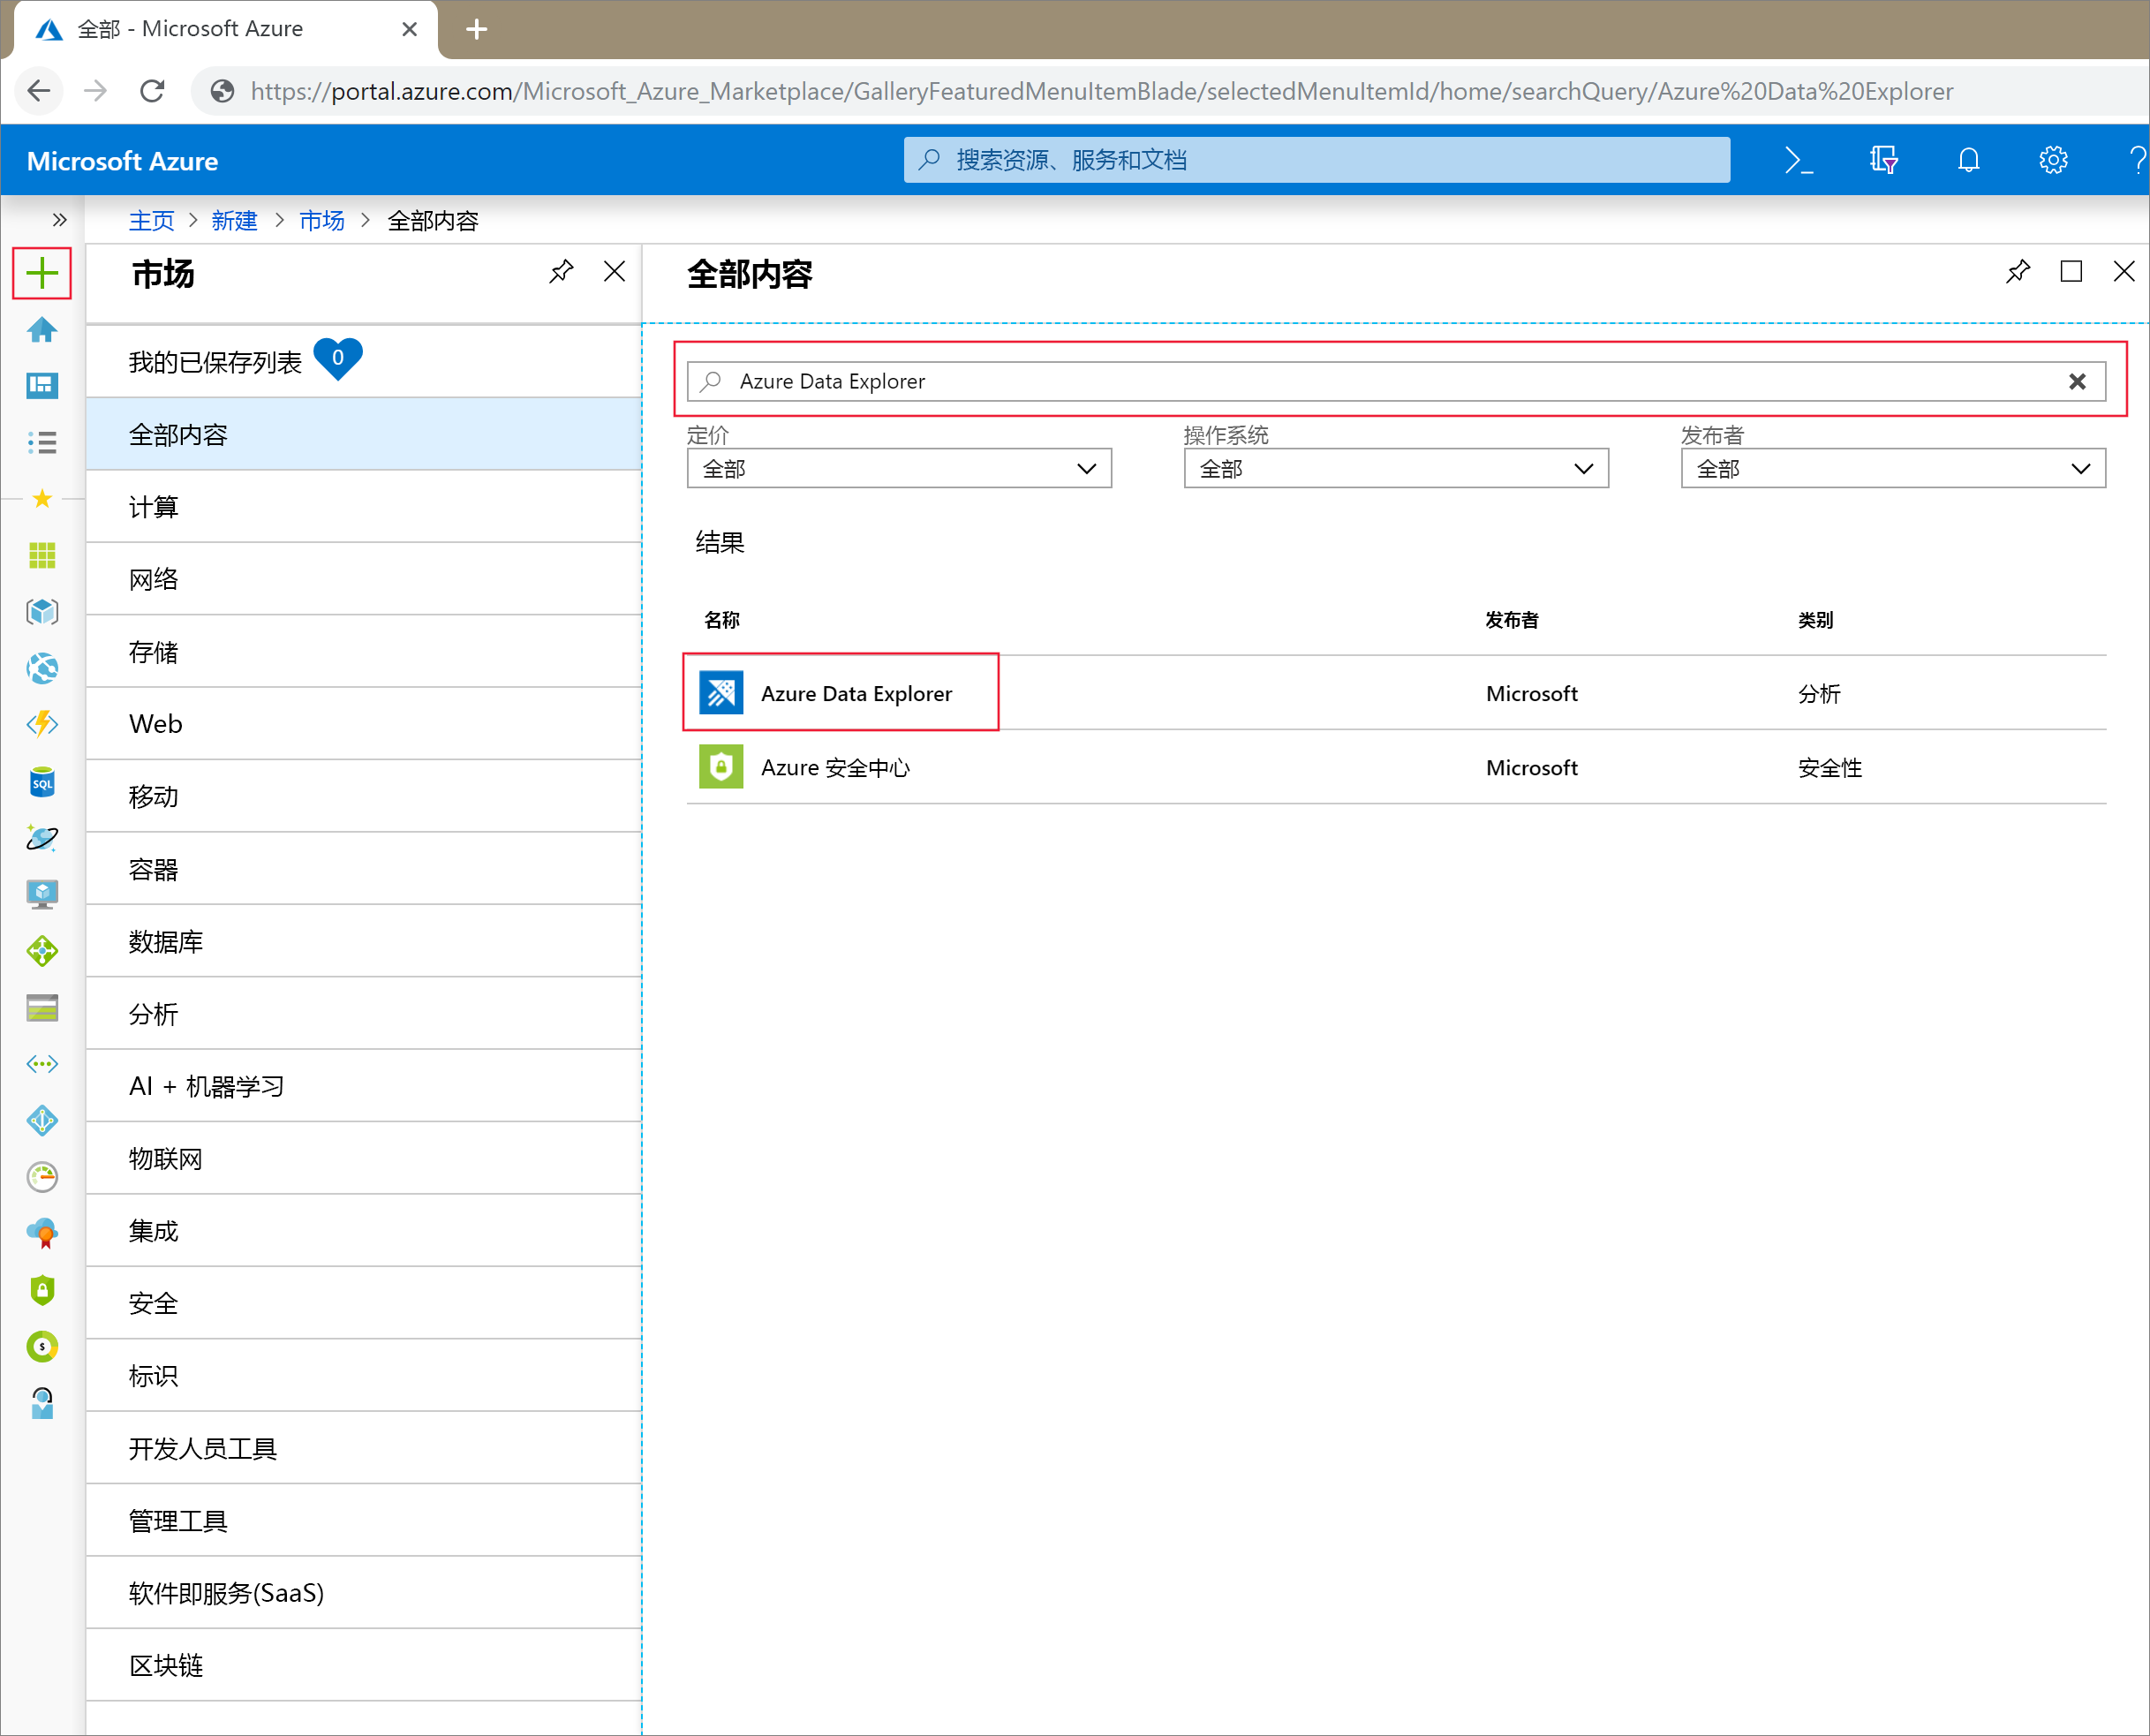 全部 - Microsoft Azure
https://portal.azure.com/Microsoft_Azure_Marketplace/GalleryFeaturedMenuItemBlade/selectedMenuItemId/home/searchQuery/Azure%20Data%20Explorer
Microsoft Azure
搜索资源、服务和文档
主页 > 新建 > 市场 > 全部内容
市场
我的已保存列表 0
全部内容
计算
网络
存储
Web
移动
容器
数据库
分析
AI + 机器学习
物联网
集成
安全
标识
开发人员工具
管理工具
软件即服务(SaaS)
区块链
全部内容
Azure Data Explorer
定价 操作系统 发布者
全部 全部 全部
结果
名称 发布者 类别
Azure Data Explorer Microsoft 分析
Azure 安全中心 Microsoft 安全性
SQL